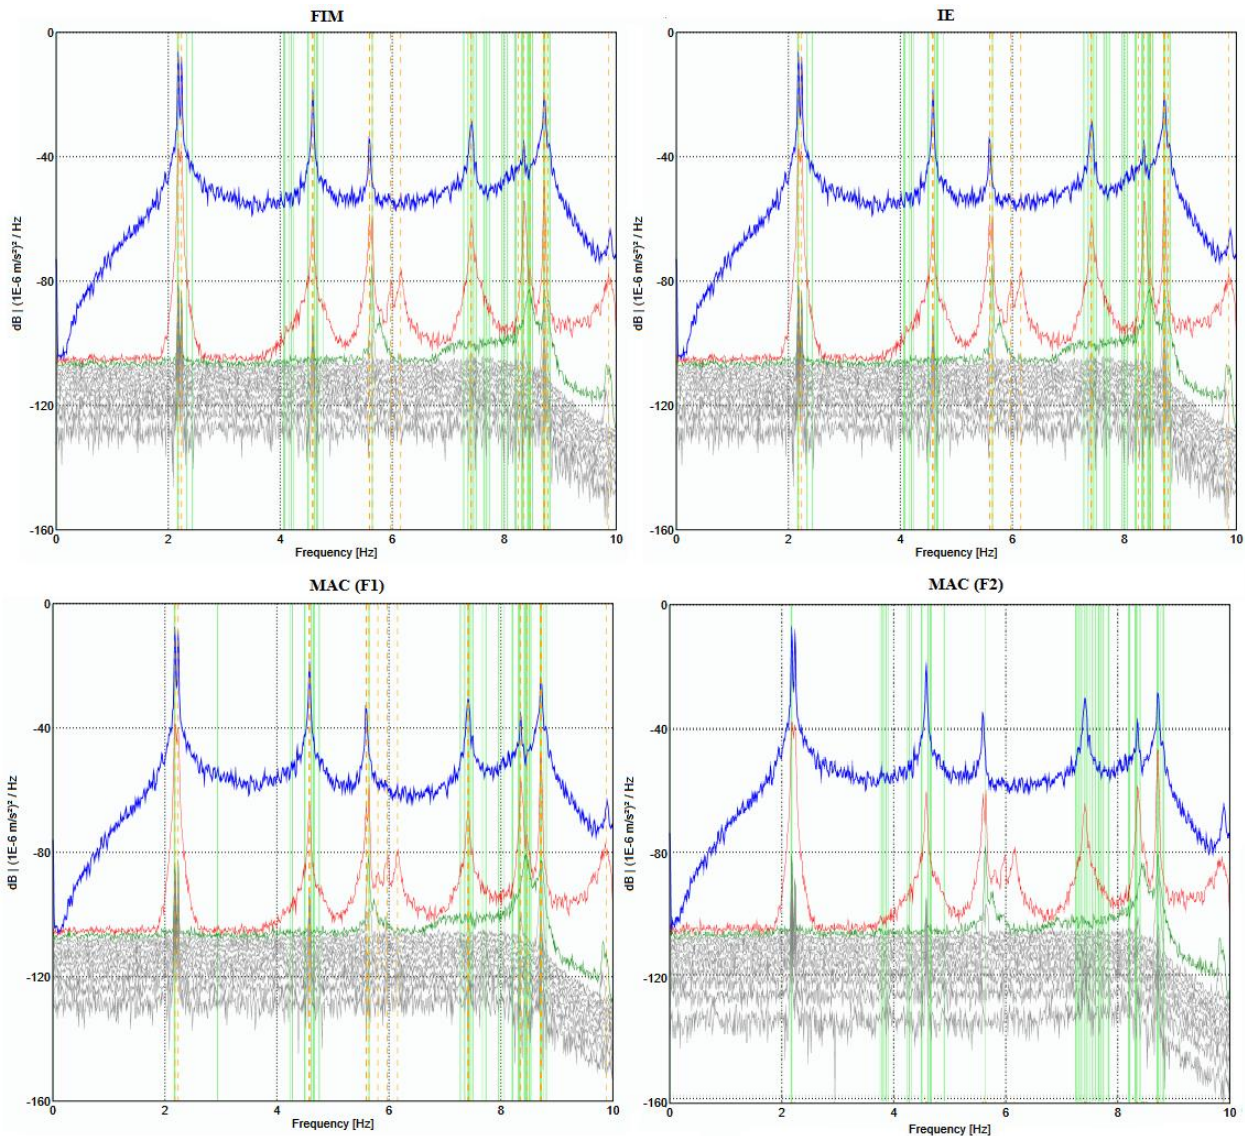 FIM
IE
0
-40
-80
-120
-160
dB | (1E-6 m/s²)² / Hz
0 2 4 6 8 10
Frequency [Hz]
0
-40
-80
-120
-160
dB | (1E-6 m/s²)² / Hz
0 2 4 6 8 10
Frequency [Hz]
MAC (F1)
MAC (F2)
0
-40
-80
-120
-160
dB | (1E-6 m/s²)² / Hz
0 2 4 6 8 10
Frequency [Hz]
0
-40
-80
-120
-160
dB | (1E-6 m/s²)² / Hz
0 2 4 6 8 10
Frequency [Hz]